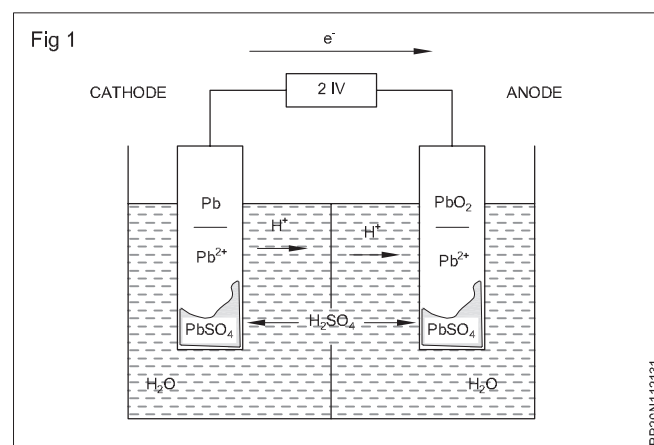 Fig 1
e⁻
CATHODE
2 IV
ANODE
Pb
Pb²⁺
PbSO₄
H⁺
H⁺
H₂SO₄
PbO₂
Pb²⁺
PbSO₄
H₂O
H₂O